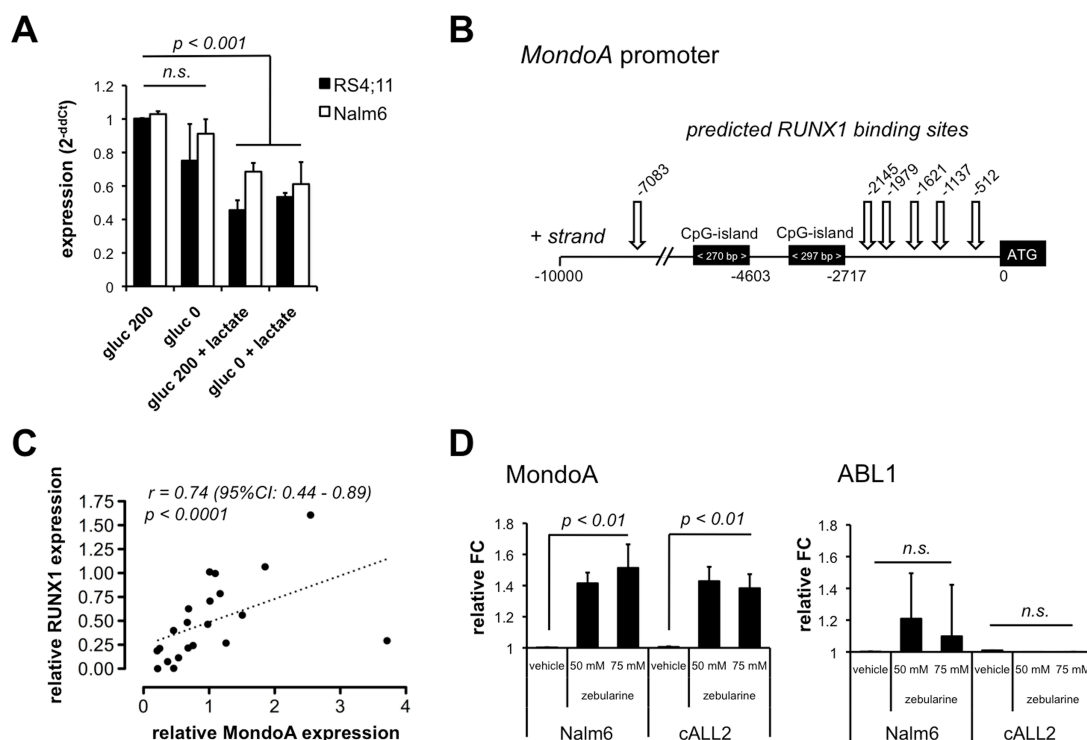 A
p < 0.001
n.s.
RS4;11
Nalm6
expression (2-ddCt)
1.2
1
0.8
0.6
0.4
0.2
0
gluc 200
gluc 0
gluc 200 + lactate
gluc 0 + lactate
B
MondoA promoter
predicted RUNX1 binding sites
-7083
-2145
-1979
-1621
-1137
-512
+ strand
CpG-island
CpG-island
< 270 bp >
< 297 bp >
ATG
-10000
-4603
-2717
0
C
r = 0.74 (95%CI: 0.44 - 0.89)
p < 0.0001
relative RUNX1 expression
1.75
1.50
1.25
1.00
0.75
0.50
0.25
0.00
0 1 2 3 4
relative MondoA expression
D
MondoA
p < 0.01
p < 0.01
relative FC
1.8
1.6
1.4
1.2
1
vehicle 50 mM 75 mM vehicle 50 mM 75 mM
zebularine zebularine
Nalm6 cALL2
ABL1
n.s.
n.s.
relative FC
1.8
1.6
1.4
1.2
1
vehicle 50 mM 75 mM vehicle 50 mM 75 mM
zebularine zebularine
Nalm6 cALL2